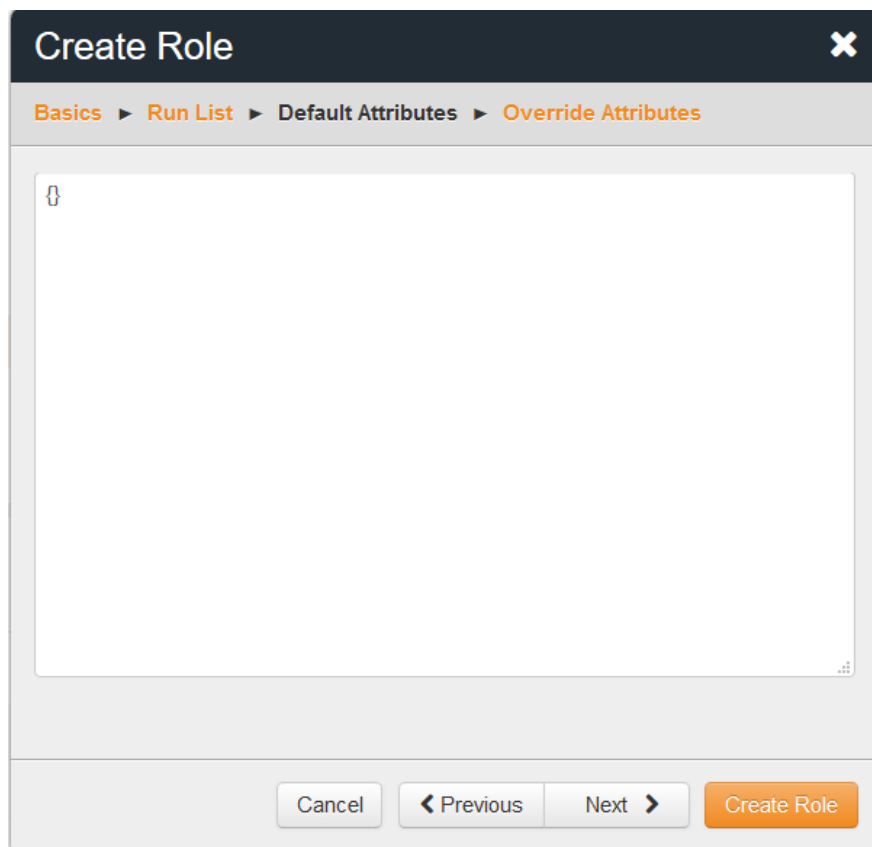 Create Role
Basics ► Run List ► Default Attributes ► Override Attributes
{}
Cancel Previous Next Create Role